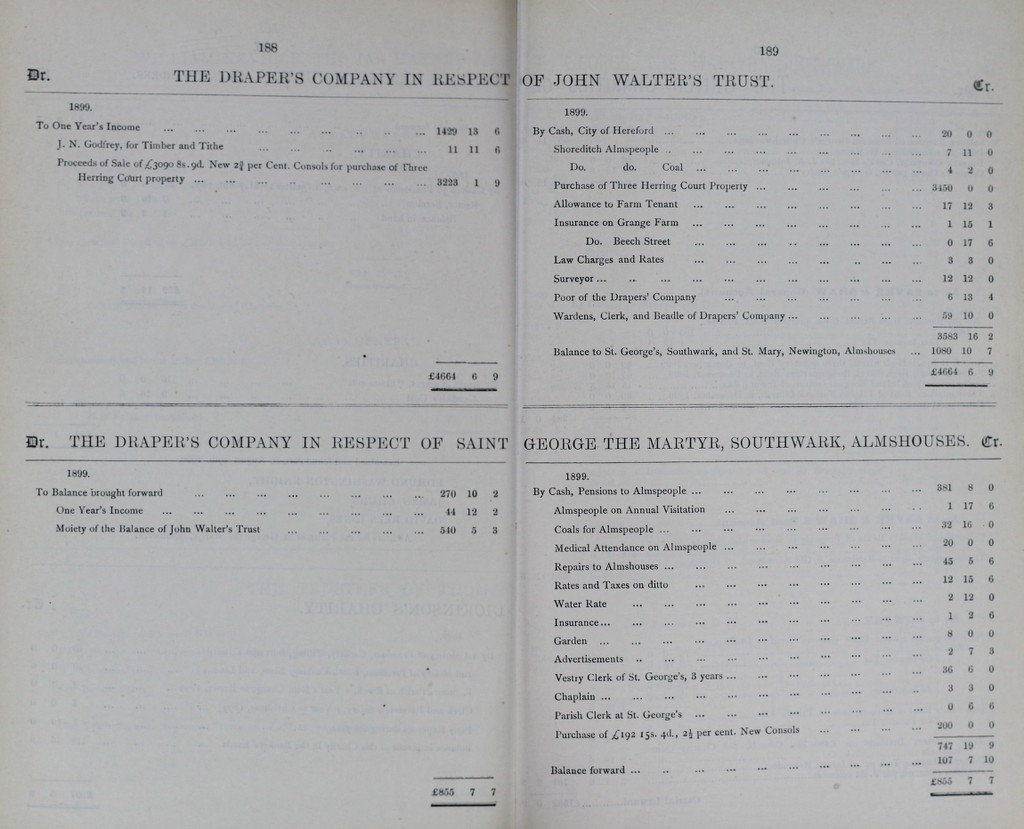 188
Dr. THE DRAPER'S COMPANY IN RESPECT
1899.
To One Year's Income ... ... ... ... ... ... ... ... ... 1429 13 6
J. N. Godfrey, for Timber and Tithe ... ... ... ... ... ... 11 11 6
Proceeds of Sale of £3090 8s. 9d. New 2¾ per Cent. Consols for purchase of Three
Herring Court property ... ... ... ... ... ... ... ... 3223 1 9
£4664 6 9
Dr. THE DRAPER'S COMPANY IN RESPECT OF SAINT
1899.
To Balance brought forward ... ... ... ... ... ... ... ... 270 10 2
One Year's Income ... ... ... ... ... ... ... ... ... 44 12 2
Moiety of the Balance of John Walter's Trust ... ... ... ... ... 540 5 3
£855 7 7
189
OF JOHN WALTER'S TRUST. Cr.
1899.
By Cash, City of Hereford ... ... ... ... ... ... ... ... ... 20 0 0
Shoreditch Almspeople ... ... ... ... ... ... ... ... ... 7 11 0
Do. do. Coal ... ... ... ... ... ... ... ... 4 2 0
Purchase of Three Herring Court Property ... ... ... ... ... ... 3450 0 0
Allowance to Farm Tenant ... ... ... ... ... ... ... ... 17 12 3
Insurance on Grange Farm ... ... ... ... ... ... ... ... 1 15 1
Do. Beech Street ... ... ... ... ... ... ... ... 0 17 6
Law Charges and Rates ... ... ... ... ... ... ... ... 3 3 0
Surveyor ... ... ... ... ... ... ... ... ... ... ... 12 12 0
Poor of the Drapers' Company ... ... ... ... ... ... ... 6 13 4
Wardens, Clerk, and Beadle of Drapers' Company ... ... ... ... ... 59 10 0
3583 16 2
Balance to St. George's, Southwark, and St. Mary, Newington, Almshouses ... 1080 10 7
£4664 6 9
GEORGE THE MARTYR, SOUTHWARK, ALMSHOUSES. Cr.
1899.
By Cash, Pensions to Almspeople ... ... ... ... ... ... ... ... 381 8 0
Almspeople on Annual Visitation ... ... ... ... ... ... ... 1 17 6
Coals for Almspeople ... ... ... ... ... ... ... ... ... 32 16 0
Medical Attendance on Almspeople ... ... ... ... ... ... ... 20 0 0
Repairs to Almshouses ... ... ... ... ... ... ... ... ... 45 5 6
Rates and Taxes on ditto ... ... ... ... ... ... ... ... 12 15 6
Water Rate ... ... ... ... ... ... ... ... ... ... 2 12 0
Insurance ... ... ... ... ... ... ... ... ... ... ... 1 2 6
Garden ... ... ... ... ... ... ... ... ... ... ... 8 0 0
Advertisements ... ... ... ... ... ... ... ... ... ... 2 7 3
Vestry Clerk of St. George's, 3 years ... ... ... ... ... ... ... 36 6 0
Chaplain ... ... ... ... ... ... ... ... ... ... ... 3 3 0
Parish Clerk at St. George's ... ... ... ... ... ... ... ... 0 6 6
Purchase of £192 15s. 4d., 2½ per cent. New Consols ... ... ... ... 200 0 0
747 19 9
Balance forward ... ... ... ... ... ... ... ... ... ... 107 7 10
£855 7 7